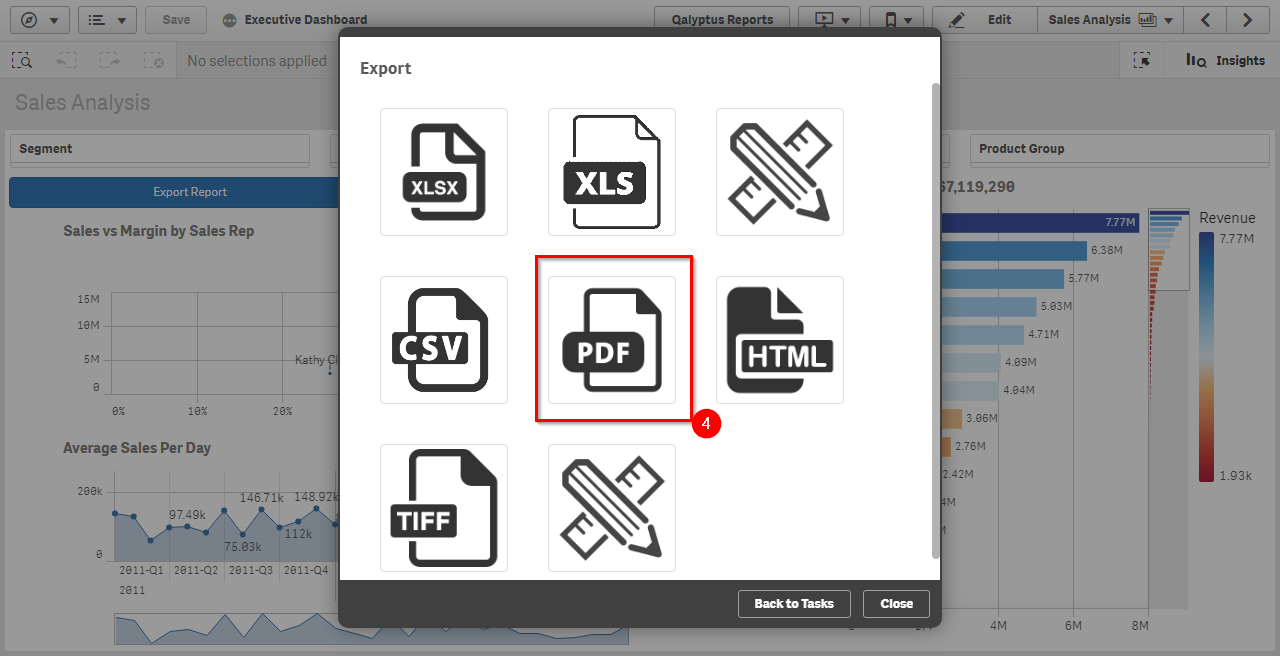 Save
Executive Dashboard
Qalyptus Reports
Edit
Sales Analysis
No selections applied
Insights
Sales Analysis
Export
Segment
Product Group
Export Report
67,119,290
Sales vs Margin by Sales Rep
15M
10M
5M
0
Kathy Cl
0%
10%
20%
Average Sales Per Day
200k
0
97.49k
146.71k
148.92k
75.03k
112k
2011-Q1
2011-Q2
2011-Q3
2011-Q4
2011
XLSX
XLS
CSV
PDF
HTML
4
TIFF
Back to Tasks
Close
7.77M
6.38M
5.77M
5.03M
4.71M
4.09M
4.04M
3.06M
2.76M
2.42M
4M
6M
8M
Revenue
7.77M
1.93k